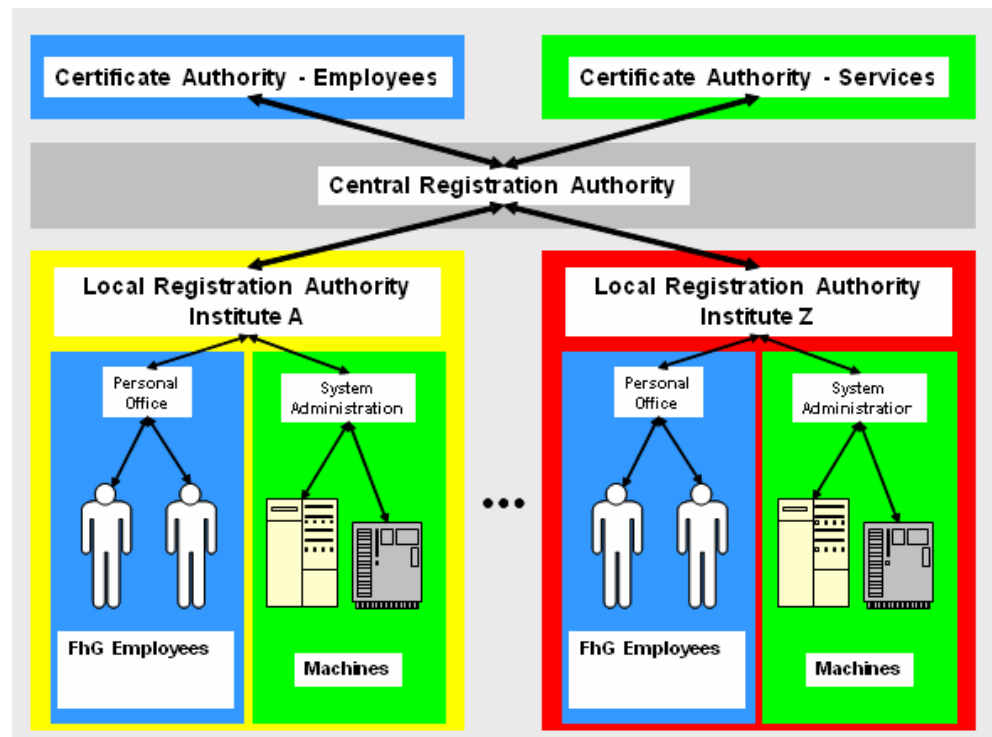 Certificate Authority - Employees
Certificate Authority - Services
Central Registration Authority
Local Registration Authority
Institute A
Local Registration Authority
Institute Z
Personal
Office
System
Administration
Personal
Office
System
Administration
•••
FhG Employees
Machines
FhG Employees
Machines